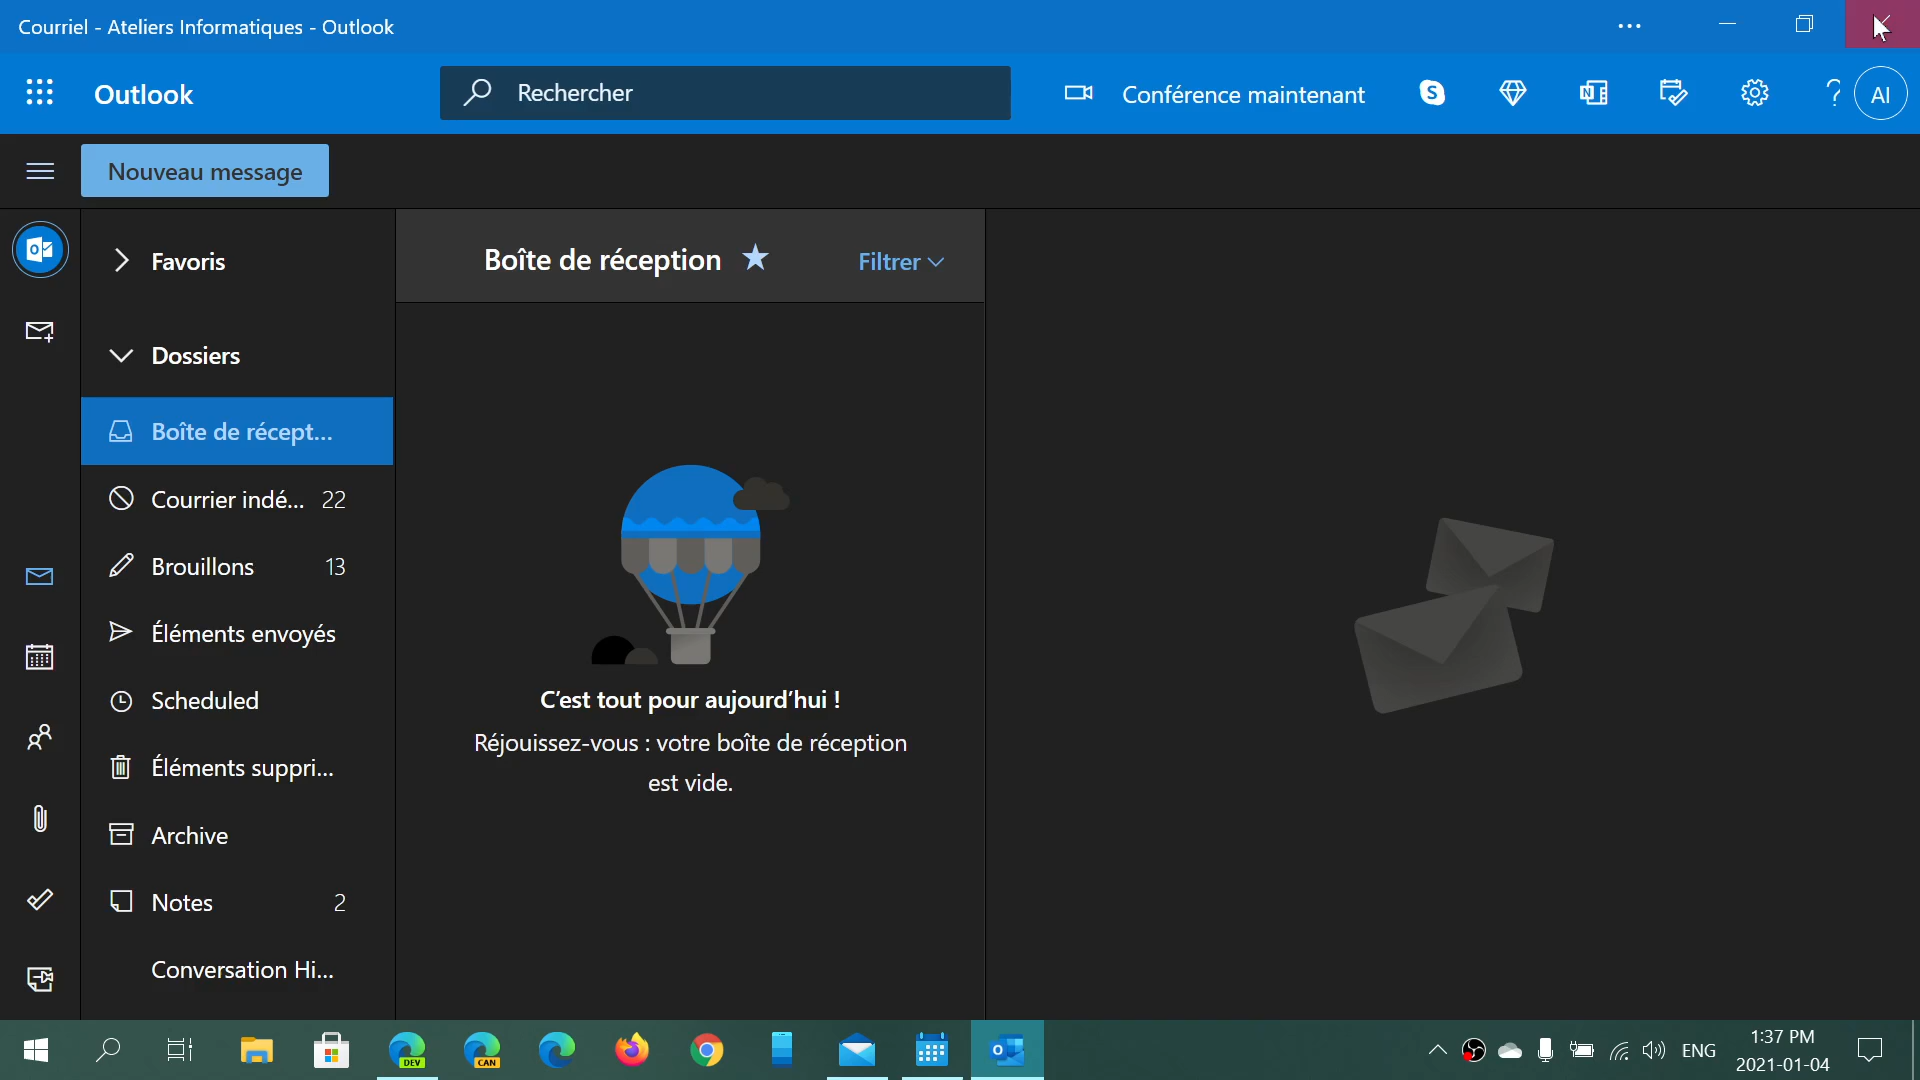 Courriel - Ateliers Informatiques - Outlook
Outlook
Rechercher
Conférence maintenant
S
N
?
AI
Nouveau message
Favoris
Boîte de réception
Filtrer
Dossiers
Boîte de récept...
Courrier indé... 22
Brouillons 13
Éléments envoyés
Scheduled
C'est tout pour aujourd'hui !
Réjouissez-vous : votre boîte de réception
est vide.
Éléments suppri...
Archive
Notes 2
Conversation Hi...
DEV
CAN
ENG
1:37 PM
2021-01-04